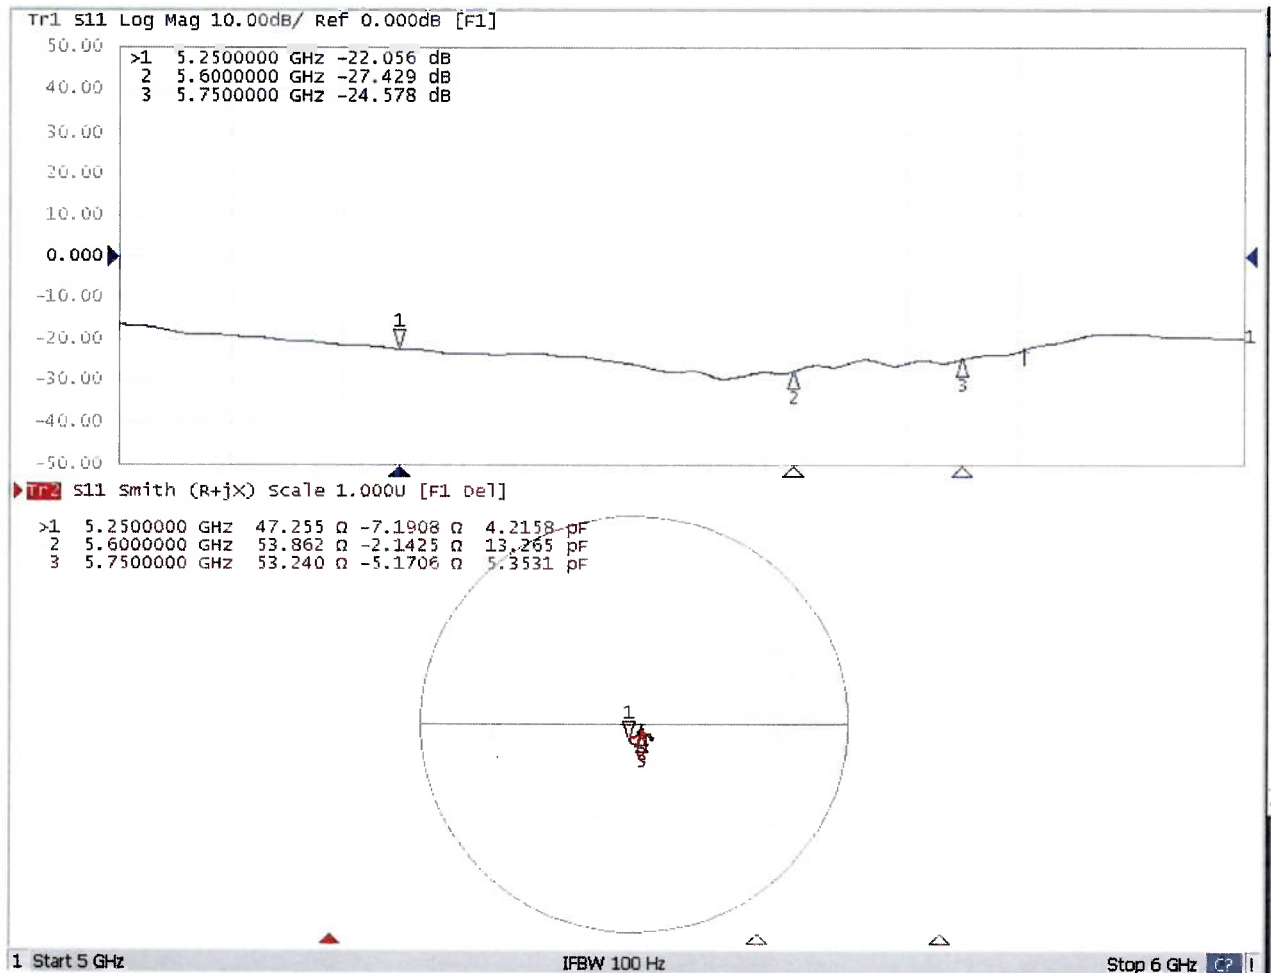 Tr1 S11 Log Mag 10.00dB/ Ref 0.000dB [F1]
50.00
>1 5.2500000 GHz -22.056 dB
2 5.6000000 GHz -27.429 dB
3 5.7500000 GHz -24.578 dB
40.00
30.00
20.00
10.00
0.000
-10.00
-20.00
-30.00
-40.00
-50.00
1
2
3
1
Tr2 S11 Smith (R+jX) Scale 1.000U [F1 Del]
>1 5.2500000 GHz 47.255 Ω -7.1908 Ω 4.2158 pF
2 5.6000000 GHz 53.862 Ω -2.1425 Ω 13.265 pF
3 5.7500000 GHz 53.240 Ω -5.1706 Ω 5.3531 pF
1
3
1 Start 5 GHz IFBW 100 Hz Stop 6 GHz C?